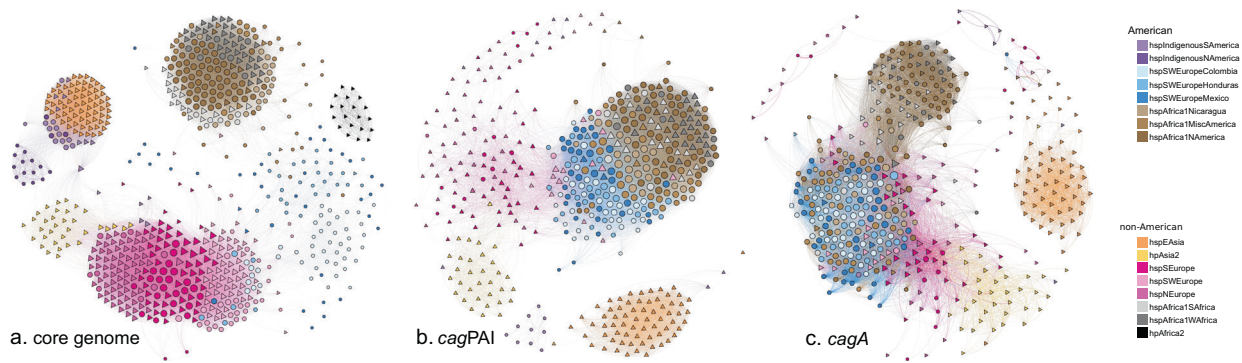 American
hspIndigenousSAmerica
hspIndigenousNAmerica
hspSWEuropeColombia
hspSWEuropeHonduras
hspSWEuropeMexico
hspAfrica1Nicaragua
hspAfrica1MiscAmerica
hspAfrica1NAmerica
non-American
hspEAsia
hpAsia2
hspSEurope
hspSWEurope
hspNEurope
hspAfrica1SAfrica
hspAfrica1WAfrica
hpAfrica2
a. core genome
b. cagPAI
c. cagA